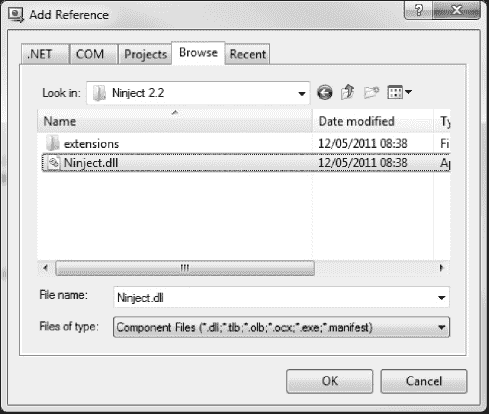 Add Reference
.NET COM Projects Browse Recent
Look in: Ninject 2.2
Name Date modified Ty
extensions 12/05/2011 08:38 Fi
Ninject.dll 12/05/2011 08:38 Ap
File name: Ninject.dll
Files of type: Component Files (*.dll;*.tlb;*.olb;*.ocx;*.exe;*.manifest)
OK Cancel